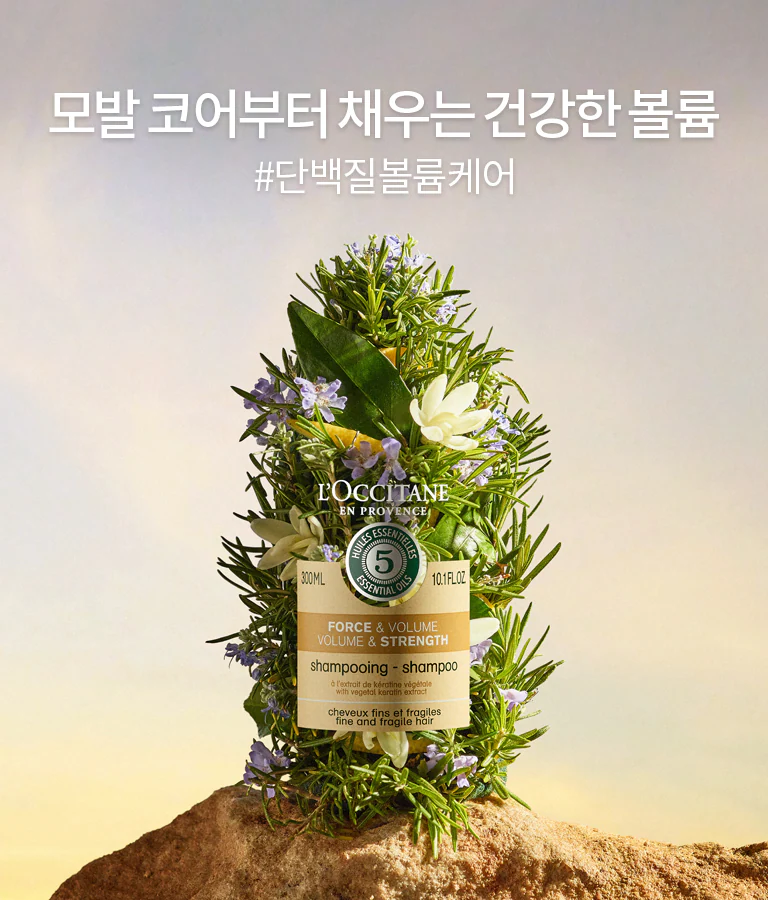 모발 코어부터 채우는 건강한 볼륨
#단백질볼륨케어
L'OCCITANE
EN PROVENCE
HUILES ESSENTIELLES
5
ESSENTIAL OILS
300ML
10.1FLOZ
FORCE & VOLUME
VOLUME & STRENGTH
shampooing - shampoo
à l'extrait de kératine végétale
with vegetal keratin extract
cheveux fins et fragiles
fine and fragile hair